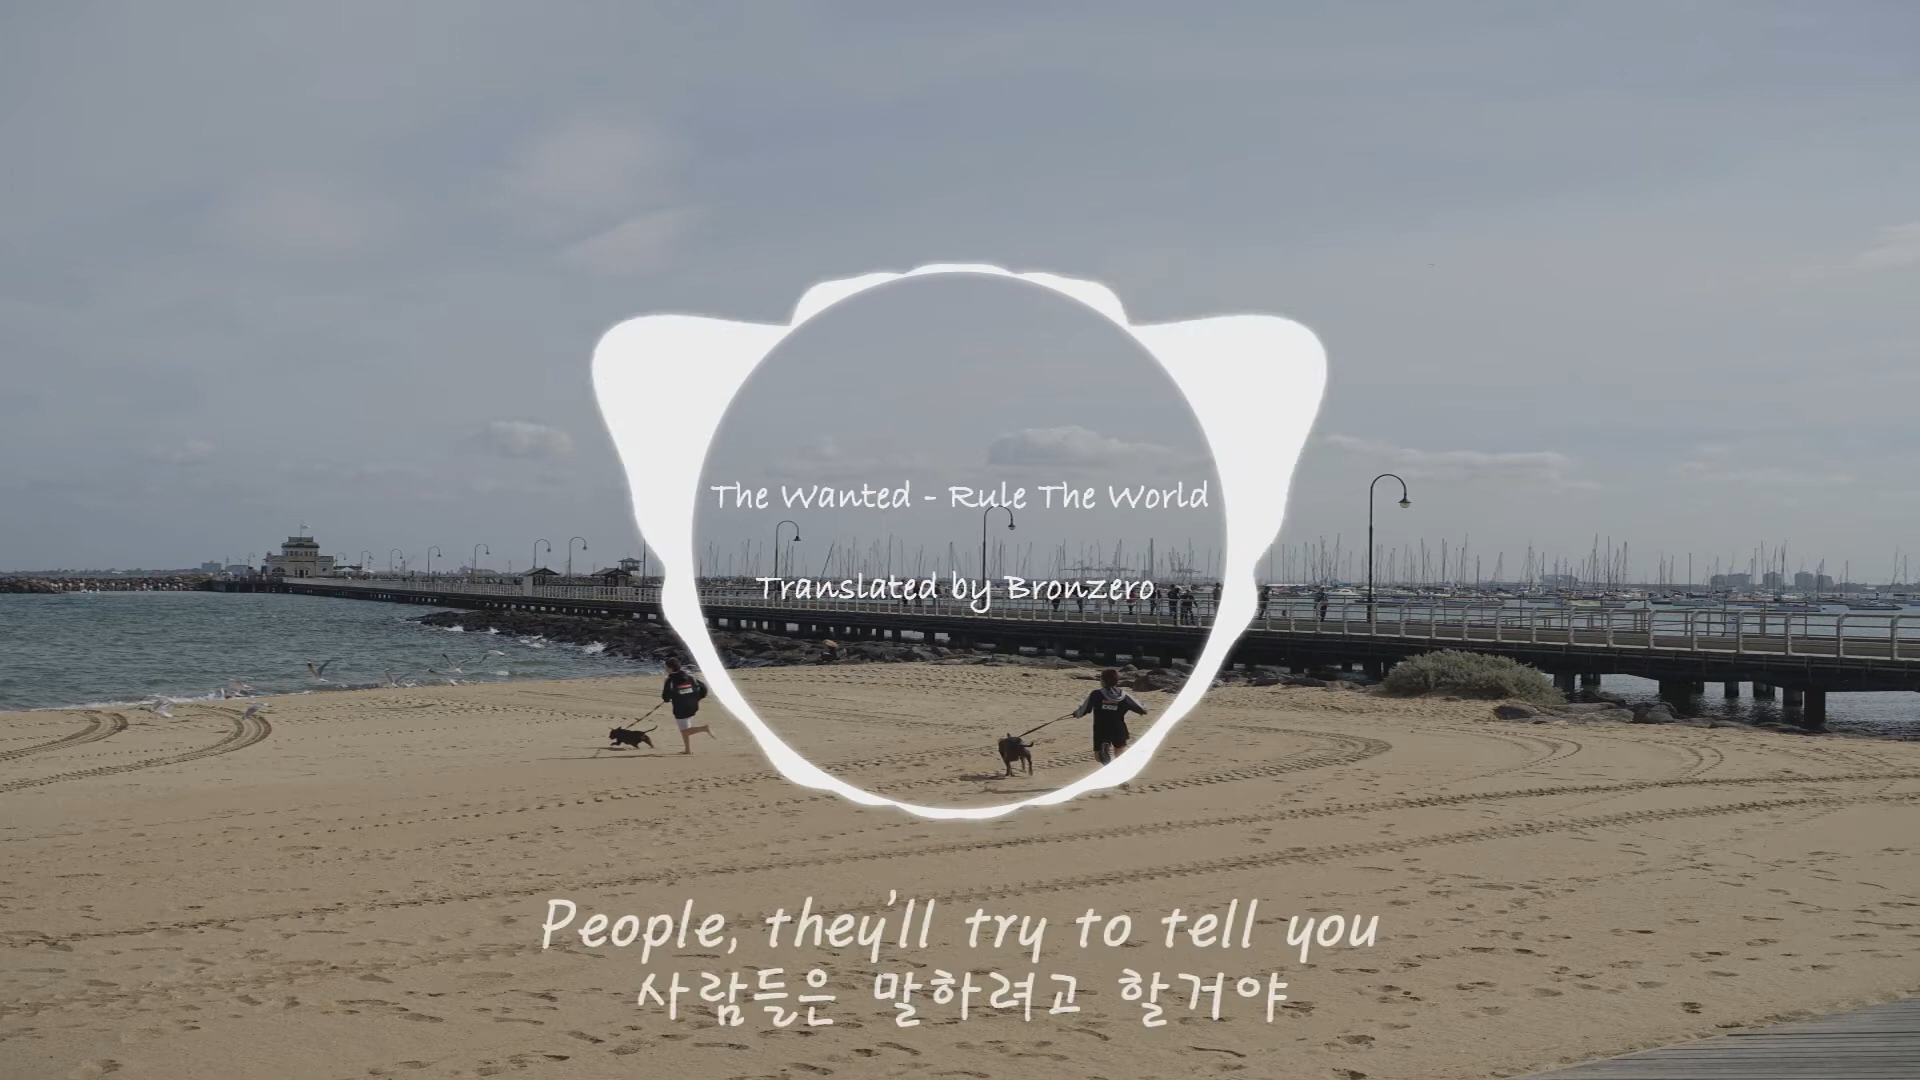 The Wanted - Rule The World
Translated by Bronzero
People, they'll try to tell you
사람들은 말하려고 할거야